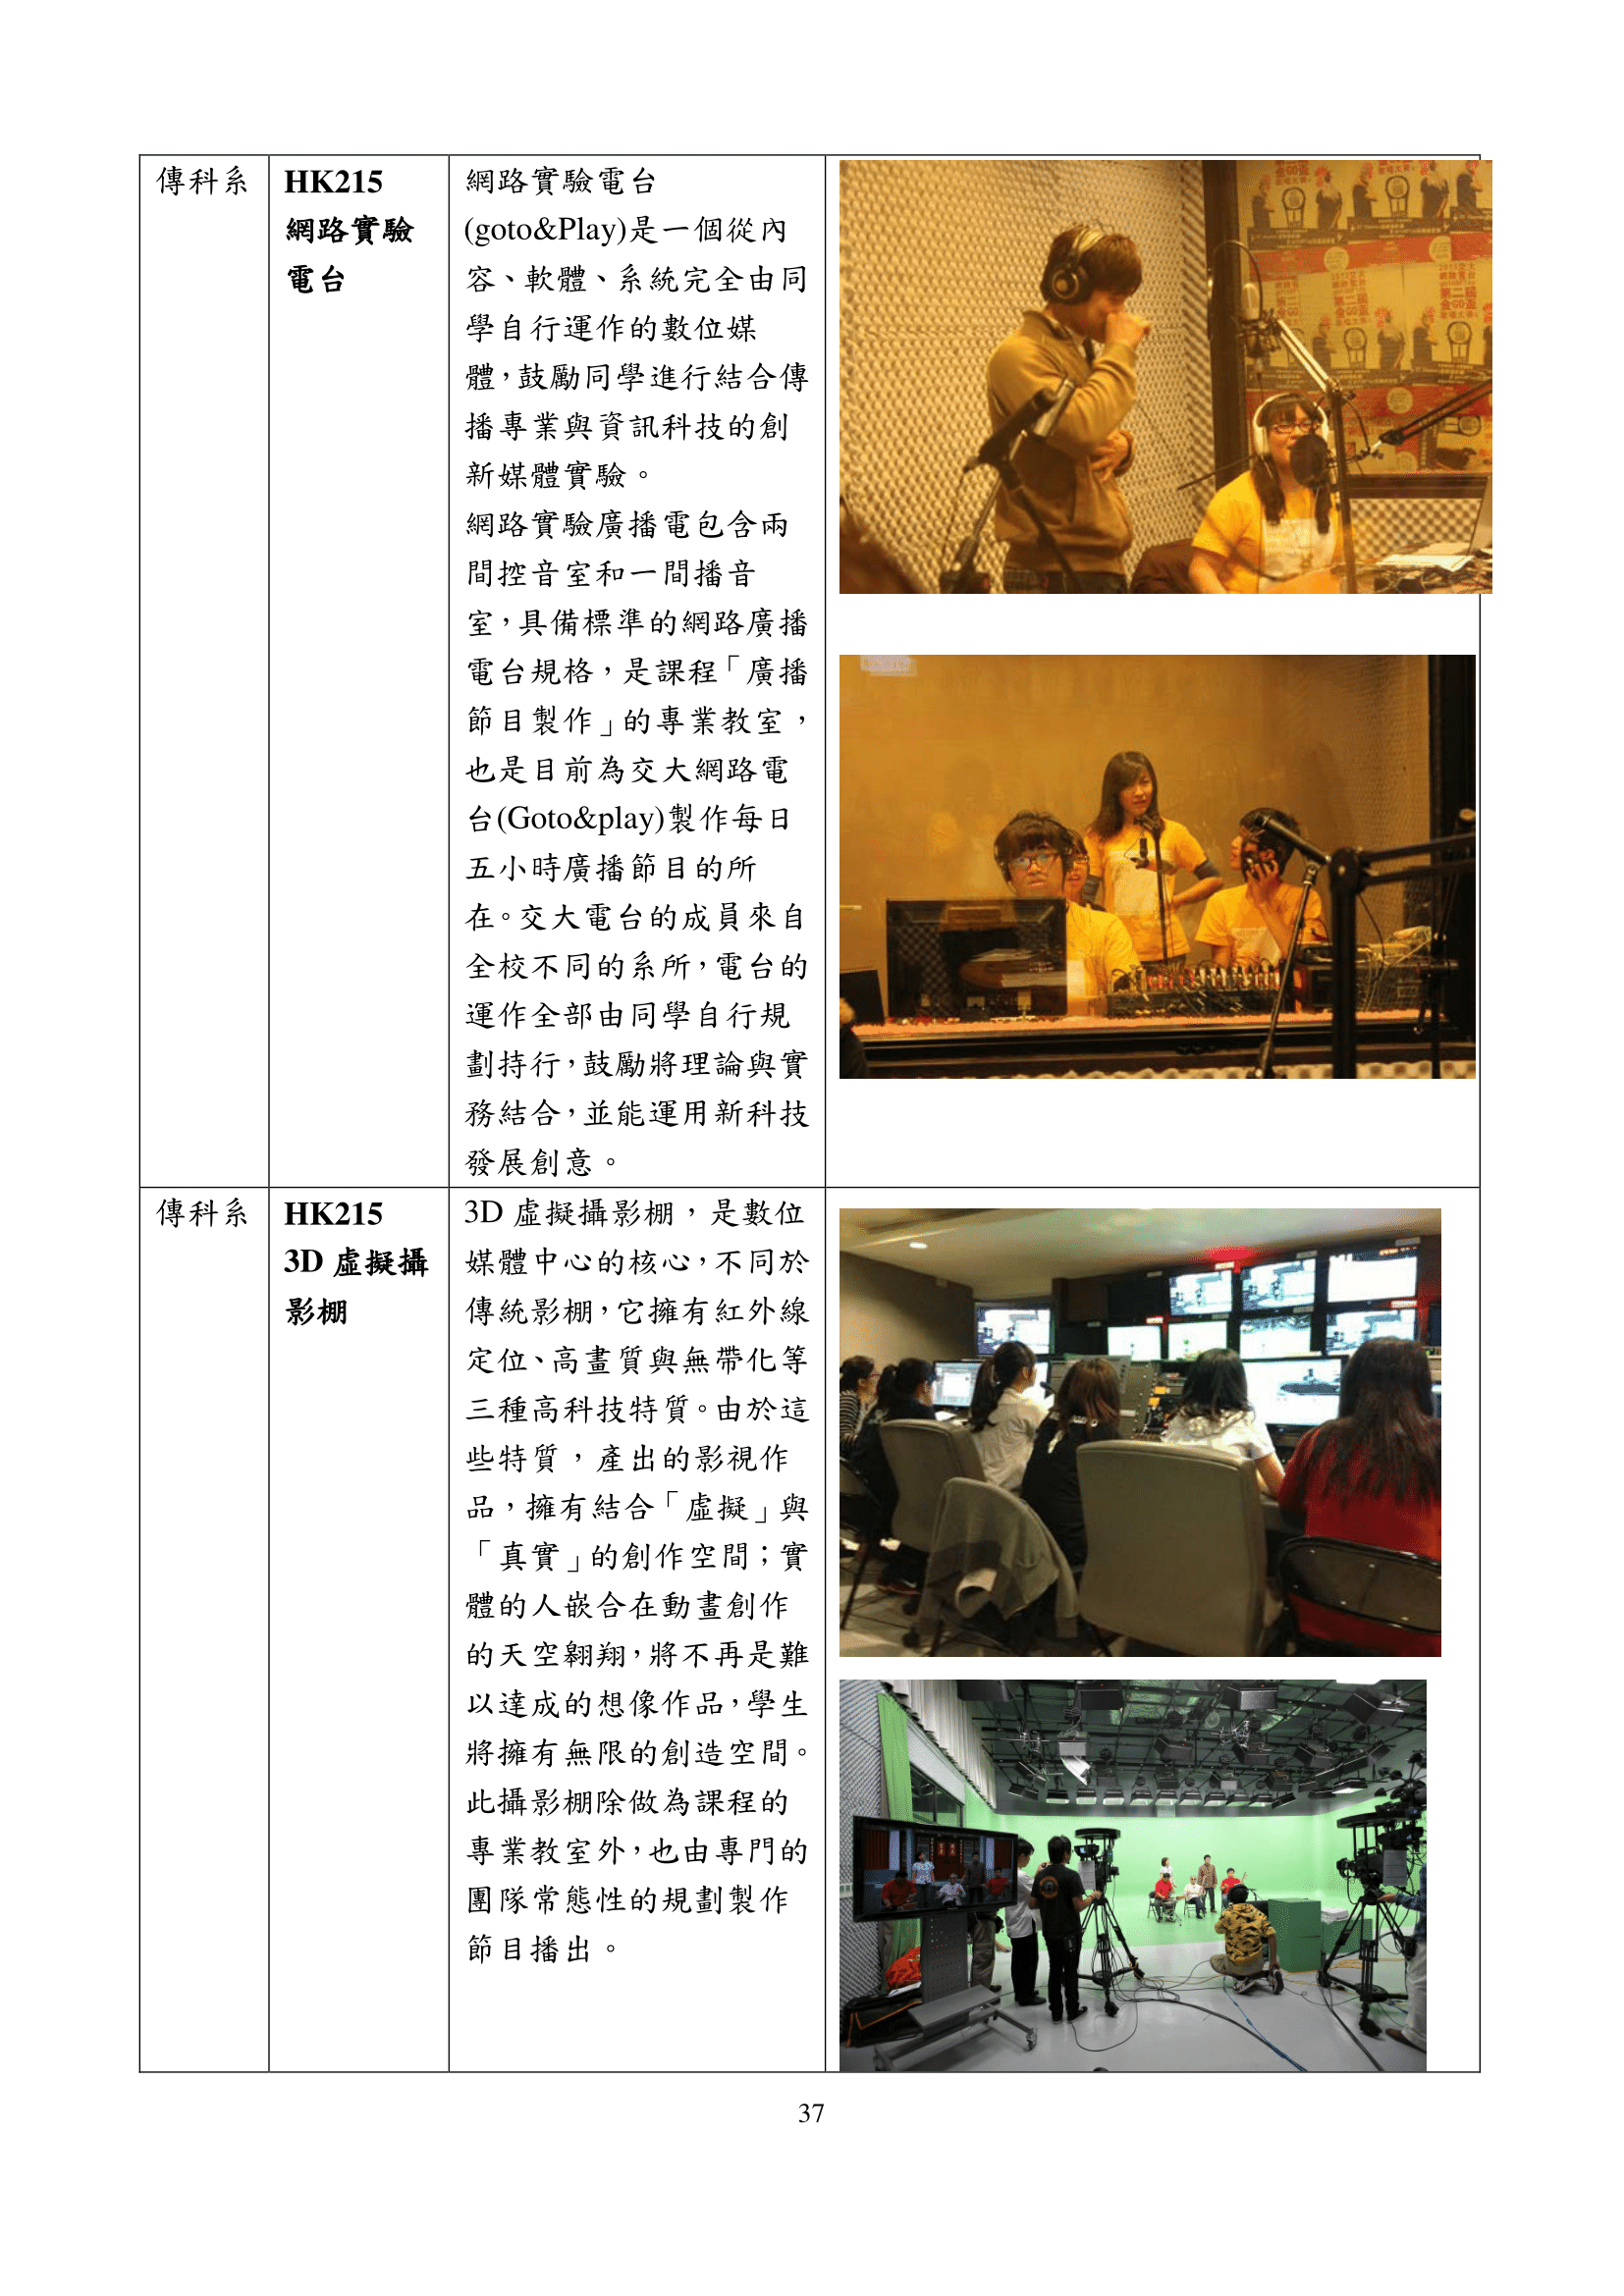 傳科系
HK215
網路實驗
電台
網路實驗電台
(goto&Play)是一個從內
容、軟體、系統完全由同
學自行運作的數位媒
體，鼓勵同學進行結合傳
播專業與資訊科技的創
新媒體實驗。
網路實驗廣播電包含兩
間控音室和一間播音
室，具備標準的網路廣播
電台規格，是課程「廣播
節目製作」的專業教室，
也是目前為交大網路電
台(Goto&play)製作每日
五小時廣播節目的所
在。交大電台的成員來自
全校不同的系所，電台的
運作全部由同學自行規
劃持行，鼓勵將理論與實
務結合，並能運用新科技
發展創意。
傳科系
HK215
3D 虛擬攝
影棚
3D 虛擬攝影棚，是數位
媒體中心的核心，不同於
傳統影棚，它擁有紅外線
定位、高畫質與無帶化等
三種高科技特質。由於這
些特質，產出的影視作
品，擁有結合「虛擬」與
「真實」的創作空間；實
體的人嵌合在動畫創作
的天空翱翔，將不再是難
以達成的想像作品，學生
將擁有無限的創造空間。
此攝影棚除做為課程的
專業教室外，也由專門的
團隊常態性的規劃製作
節目播出。
37